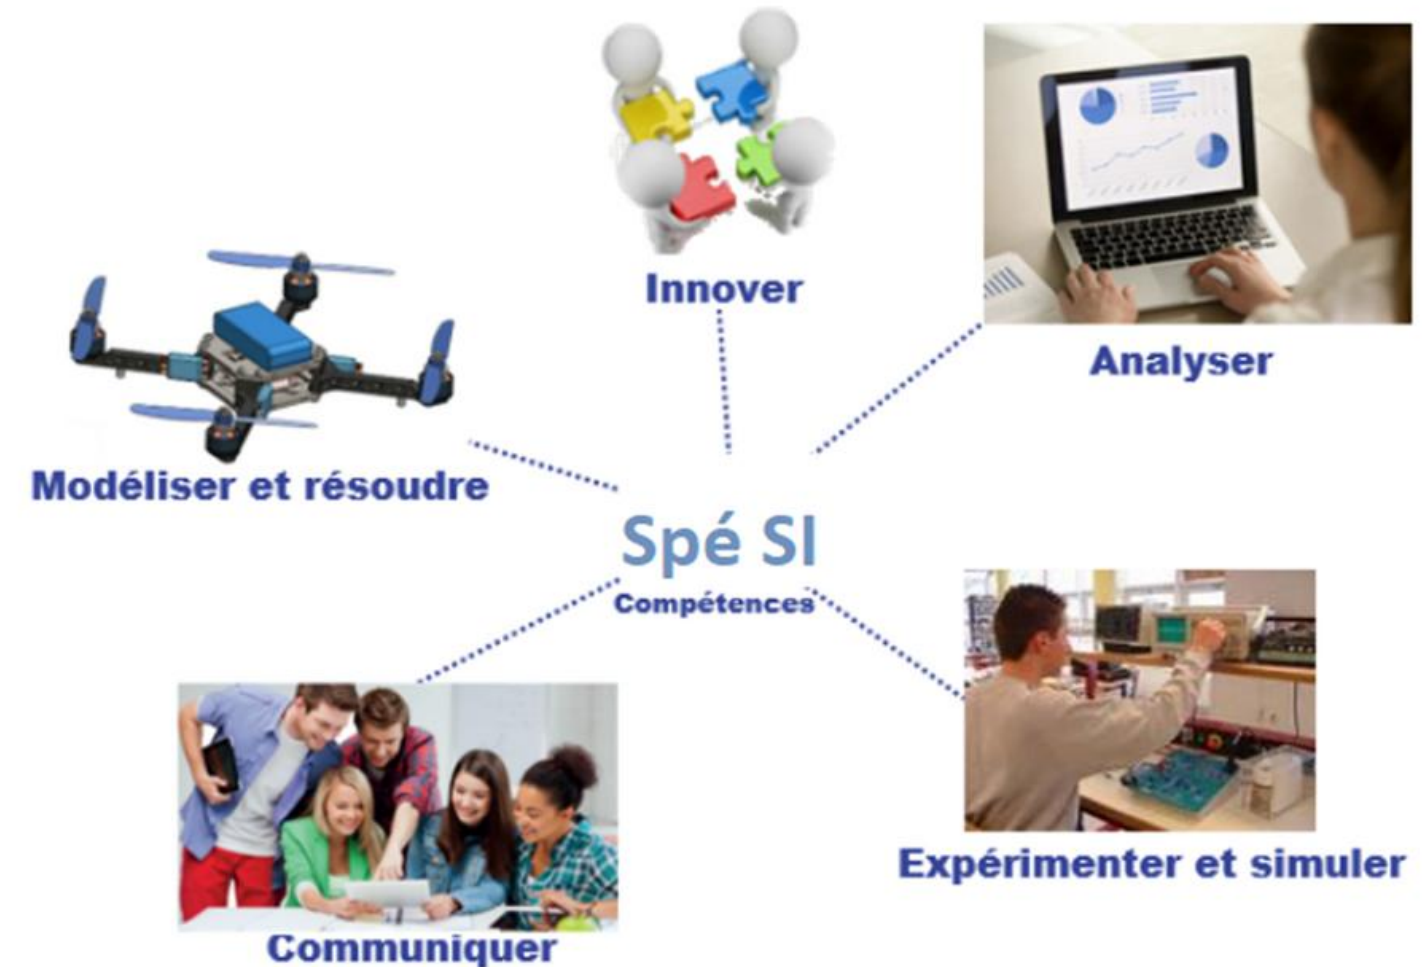 Innover
Analyser
Modéliser et résoudre
Spé SI
Compétences
Expérimenter et simuler
Communiquer